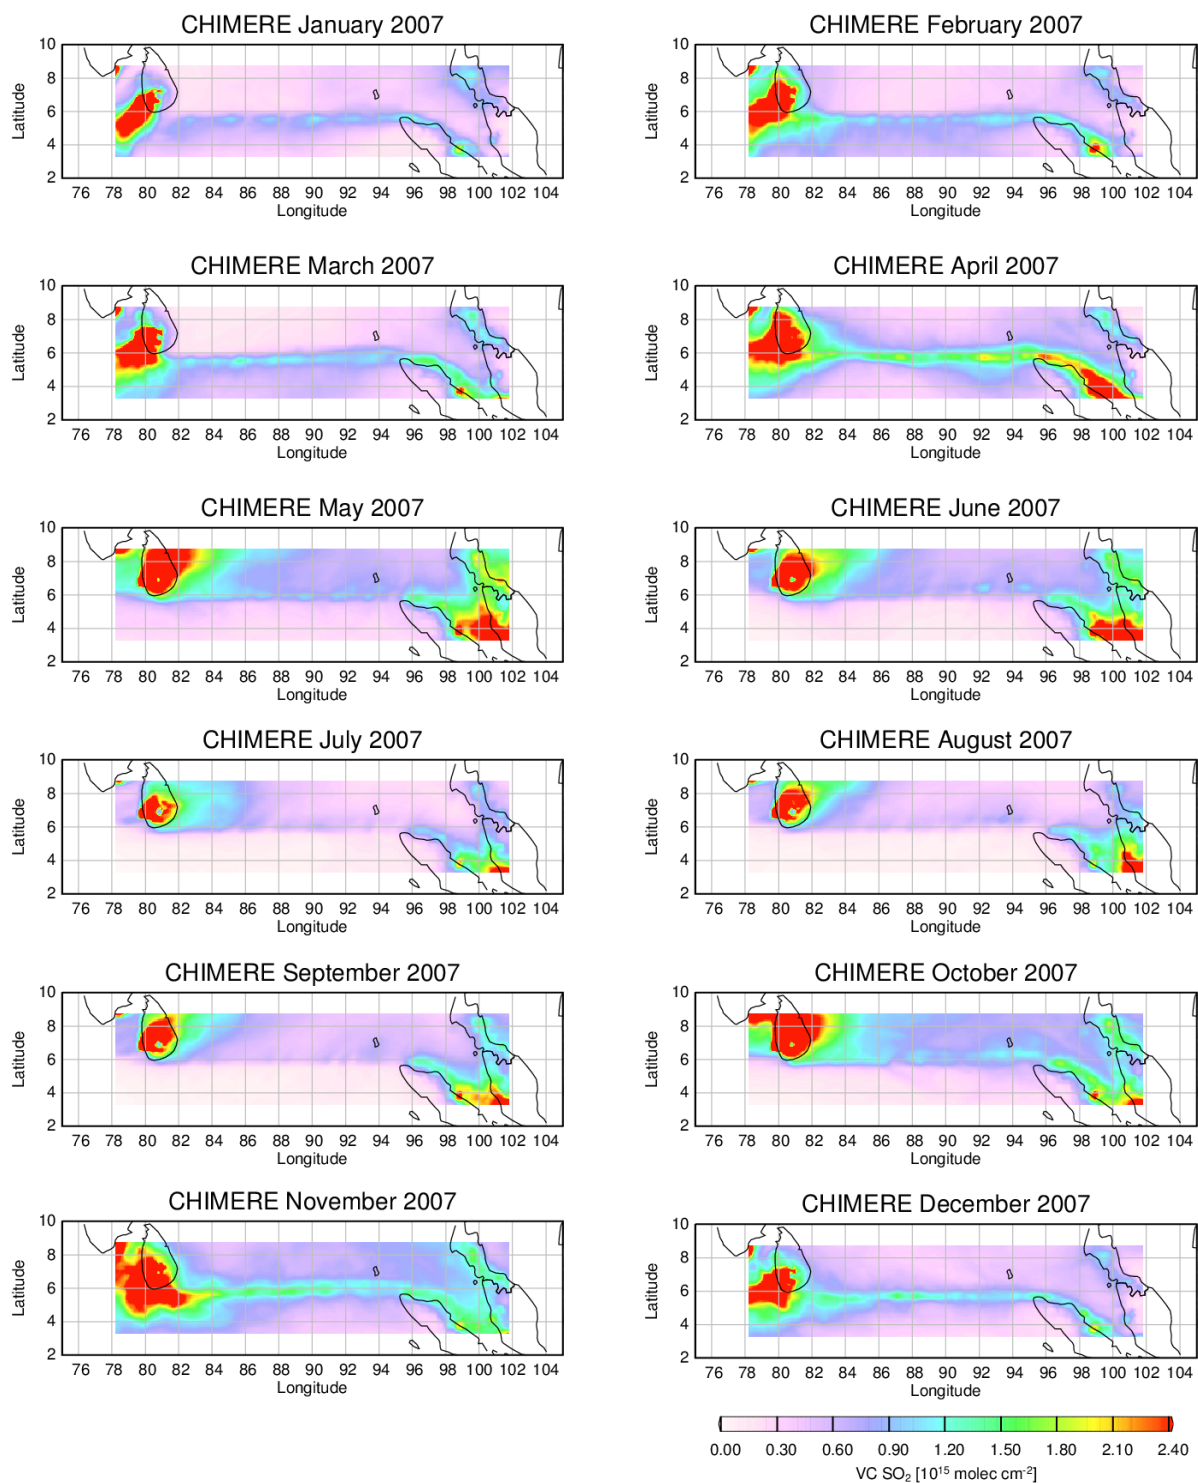 CHIMERE January 2007
10
8
6
4
2
Latitude
76 78 80 82 84 86 88 90 92 94 96 98 100 102 104
Longitude
CHIMERE February 2007
10
8
6
4
2
Latitude
76 78 80 82 84 86 88 90 92 94 96 98 100 102 104
Longitude
CHIMERE March 2007
10
8
6
4
2
Latitude
76 78 80 82 84 86 88 90 92 94 96 98 100 102 104
Longitude
CHIMERE April 2007
10
8
6
4
2
Latitude
76 78 80 82 84 86 88 90 92 94 96 98 100 102 104
Longitude
CHIMERE May 2007
10
8
6
4
2
Latitude
76 78 80 82 84 86 88 90 92 94 96 98 100 102 104
Longitude
CHIMERE June 2007
10
8
6
4
2
Latitude
76 78 80 82 84 86 88 90 92 94 96 98 100 102 104
Longitude
CHIMERE July 2007
10
8
6
4
2
Latitude
76 78 80 82 84 86 88 90 92 94 96 98 100 102 104
Longitude
CHIMERE August 2007
10
8
6
4
2
Latitude
76 78 80 82 84 86 88 90 92 94 96 98 100 102 104
Longitude
CHIMERE September 2007
10
8
6
4
2
Latitude
76 78 80 82 84 86 88 90 92 94 96 98 100 102 104
Longitude
CHIMERE October 2007
10
8
6
4
2
Latitude
76 78 80 82 84 86 88 90 92 94 96 98 100 102 104
Longitude
CHIMERE November 2007
10
8
6
4
2
Latitude
76 78 80 82 84 86 88 90 92 94 96 98 100 102 104
Longitude
CHIMERE December 2007
10
8
6
4
2
Latitude
76 78 80 82 84 86 88 90 92 94 96 98 100 102 104
Longitude
0.00 0.30 0.60 0.90 1.20 1.50 1.80 2.10 2.40
VC SO₂ [10¹⁵ molec cm⁻²]